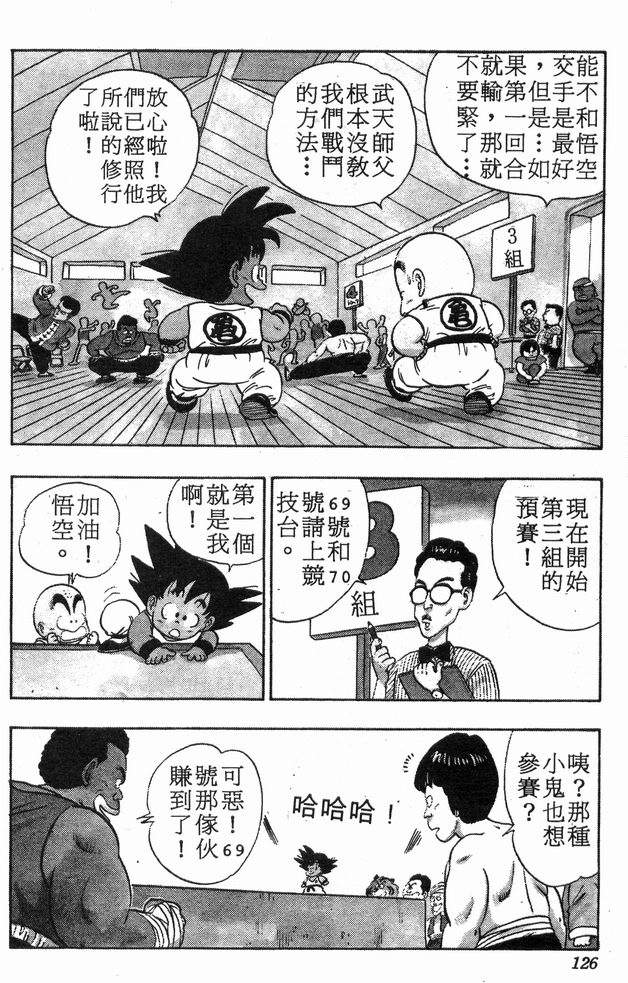 能不和悟空
交手是最好
，但是…如
果第一回合
就輸，那就
不要緊了…
武天師父
根本沒教
我們戰鬥
的方法…
放心啦！我
們已經照他
所說的修行
了啦！
3
組
亀
亀
現在開始
第三組的
預賽！
69號和70
號請上競
技台。
3
組
第一個
就是我
啊！
加油！
悟空。
咦？那種
小鬼也想
參賽？
哈哈哈！
可惡！69
號那傢伙
賺到了！
126